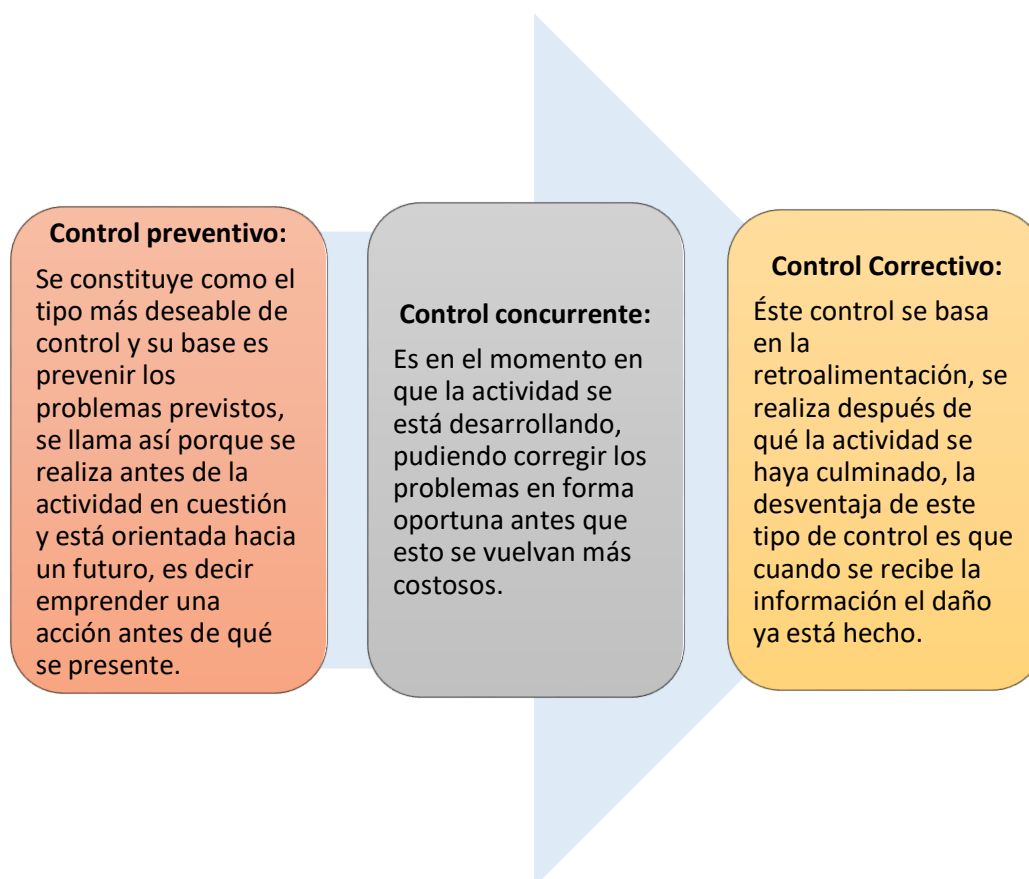 Control preventivo:
Se constituye como el
tipo más deseable de
control y su base es
prevenir los
problemas previstos,
se llama así porque se
realiza antes de la
actividad en cuestión
y está orientada hacia
un futuro, es decir
emprender una
acción antes de qué
se presente.
Control concurrente:
Es en el momento en
que la actividad se
está desarrollando,
pudiendo corregir los
problemas en forma
oportuna antes que
esto se vuelvan más
costosos.
Control Correctivo:
Éste control se basa
en la
retroalimentación, se
realiza después de
qué la actividad se
haya culminado, la
desventaja de este
tipo de control es que
cuando se recibe la
información el daño
ya está hecho.